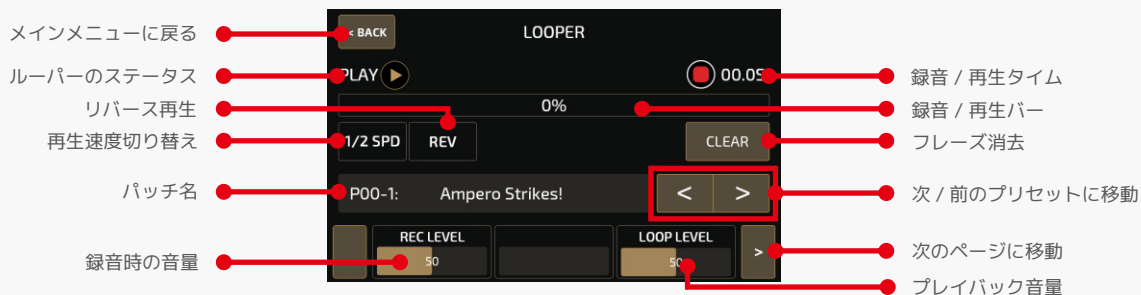 メインメニューに戻る
< BACK
LOOPER
ルーパーのステータス
PLAY
00.09
録音 / 再生タイム
リバース再生
0%
録音 / 再生バー
再生速度切り替え
1/2 SPD
REV
CLEAR
フレーズ消去
パッチ名
P00-1:
Ampero Strikes!
<
>
次 / 前のプリセットに移動
録音時の音量
REC LEVEL
50
LOOP LEVEL
50
>
次のページに移動
プレイバック音量